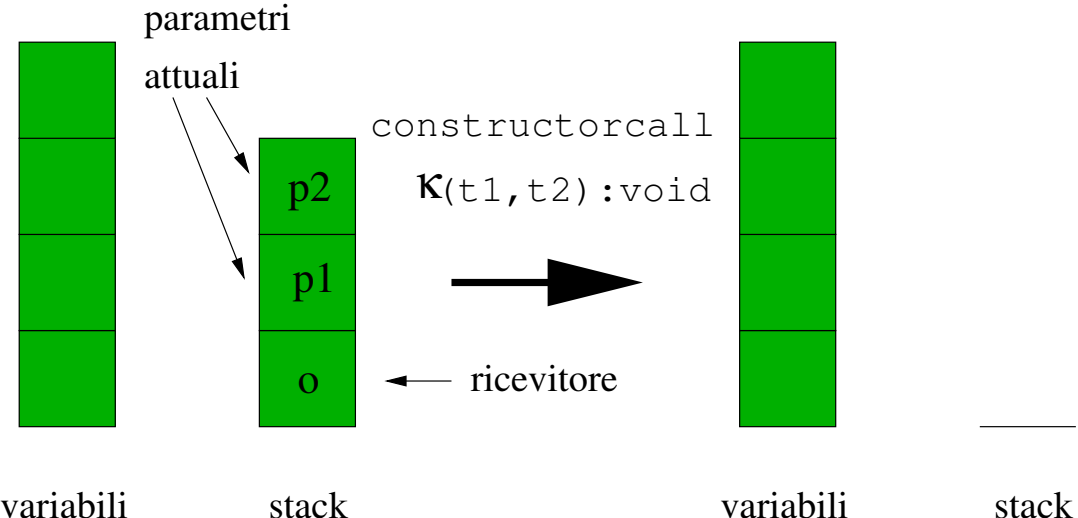 parametri
attuali
constructorcall
κ(t1,t2):void
p2
p1
o
ricevitore
variabili
stack
variabili
stack